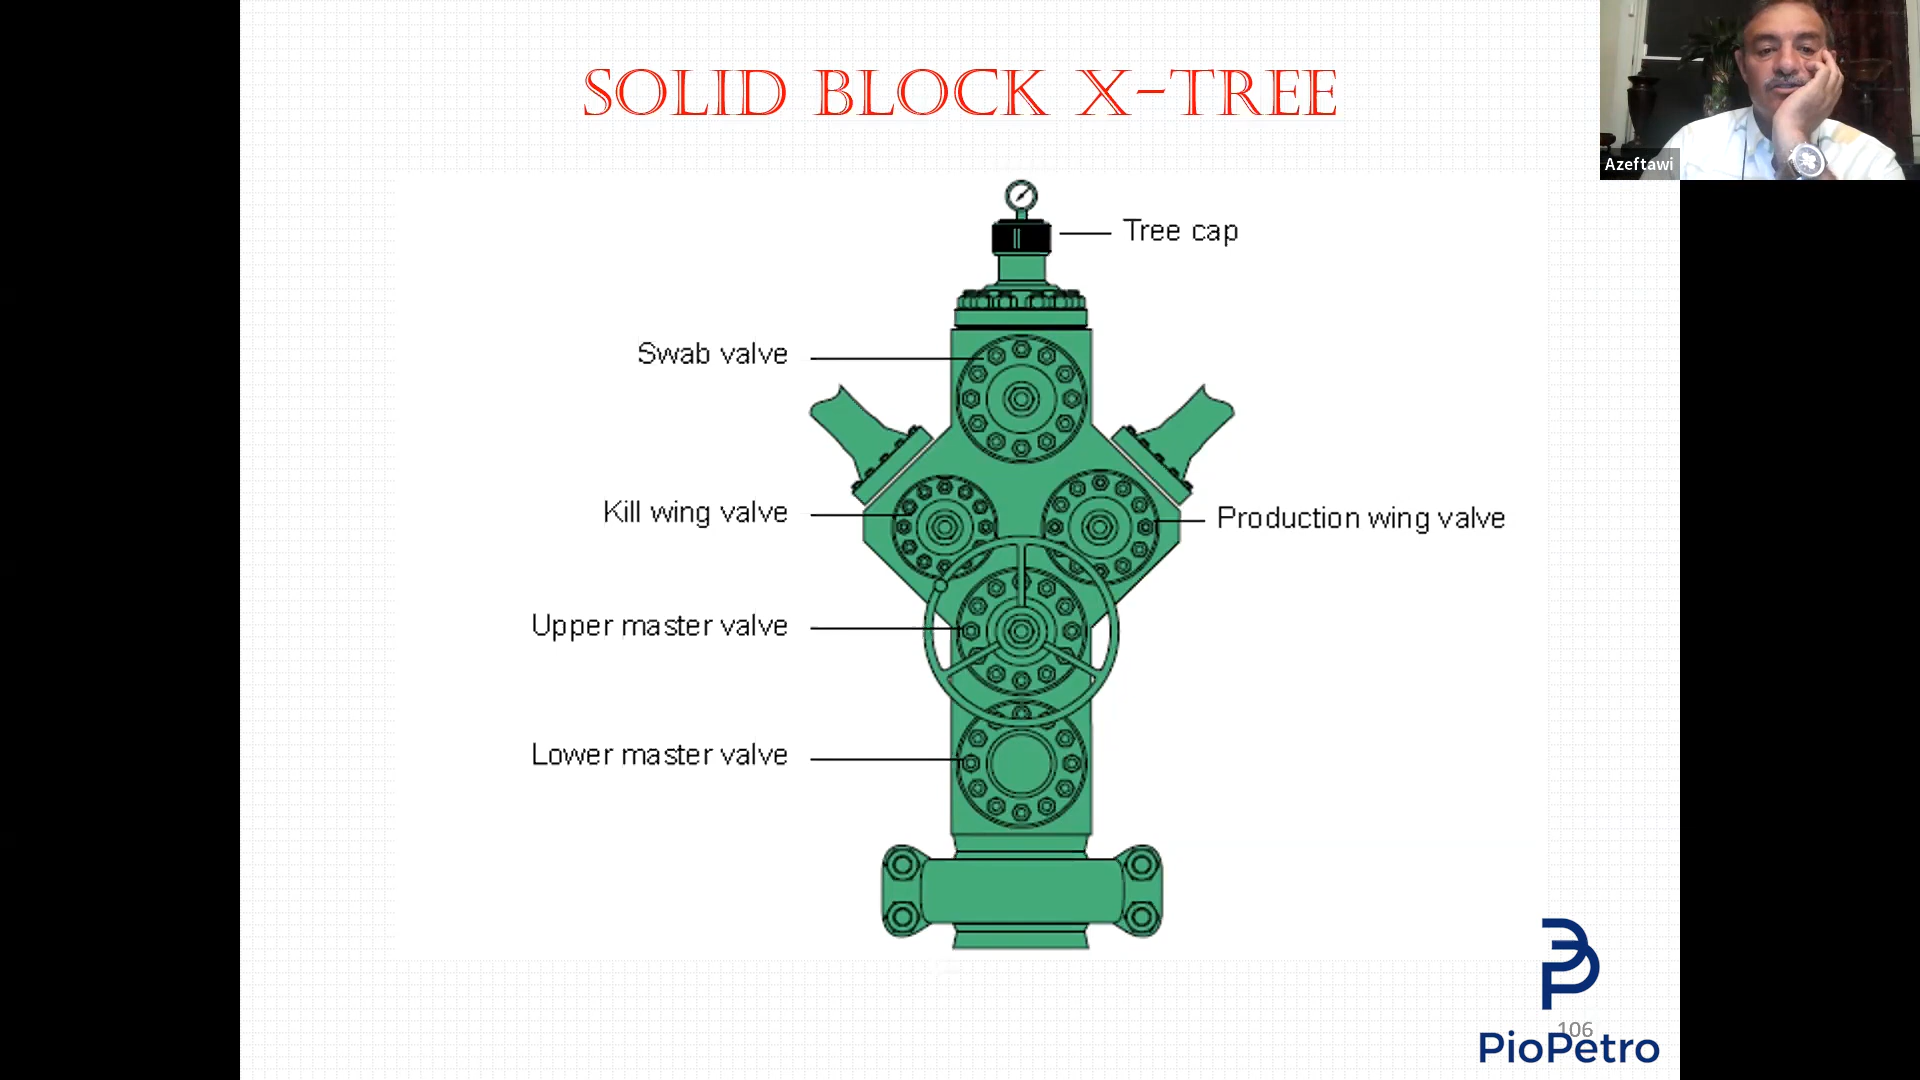 SOLID BLOCK X-TREE
Azeftawi
Tree cap
Swab valve
Kill wing valve
Production wing valve
Upper master valve
Lower master valve
106
PioPetro